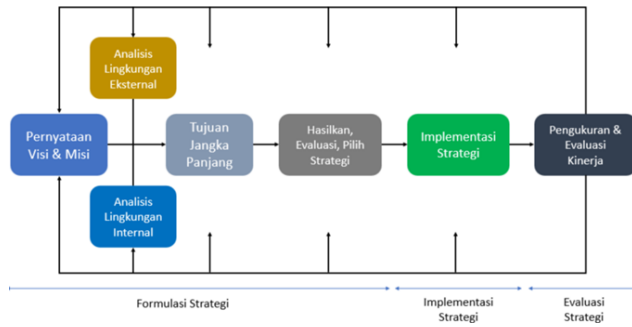 Analisis
Lingkungan
Eksternal
Pernyataan
Visi & Misi
Tujuan
Jangka
Panjang
Hasilkan,
Evaluasi, Pilih
Strategi
Implementasi
Strategi
Pengukuran &
Evaluasi
Kinerja
Analisis
Lingkungan
Internal
Formulasi Strategi
Implementasi
Strategi
Evaluasi
Strategi